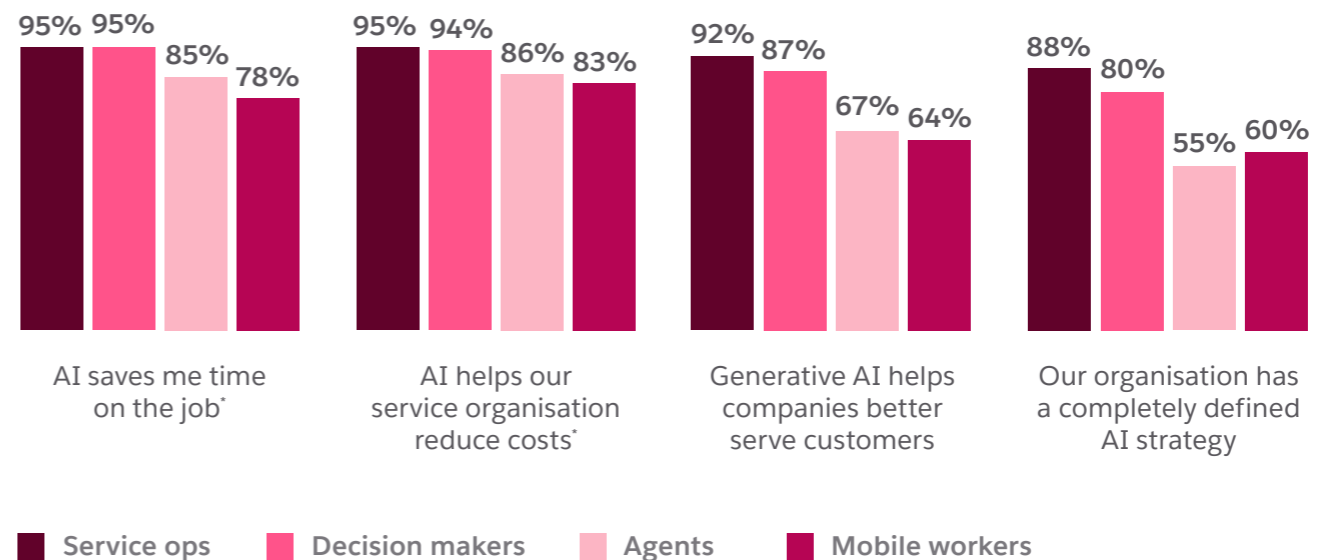 95% 95% 85% 78%
AI saves me time
on the job*
95% 94% 86% 83%
AI helps our
service organisation
reduce costs*
92% 87% 67% 64%
Generative AI helps
companies better
serve customers
88% 80% 55% 60%
Our organisation has
a completely defined
AI strategy
Service ops Decision makers Agents Mobile workers